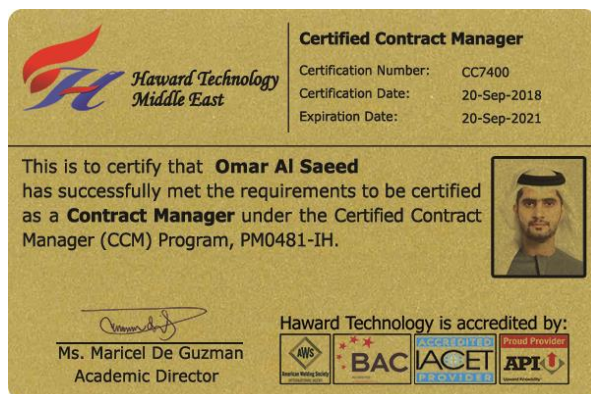 Haward Technology
Middle East
Certified Contract Manager
Certification Number: CC7400
Certification Date: 20-Sep-2018
Expiration Date: 20-Sep-2021
This is to certify that Omar Al Saeed
has successfully met the requirements to be certified
as a Contract Manager under the Certified Contract
Manager (CCM) Program, PM0481-IH.
Ms. Maricel De Guzman
Academic Director
Haward Technology is accredited by:
AWS
American Welding Society
BAC
ACCREDITED
IACET
PROVIDER
Proud Provider
API